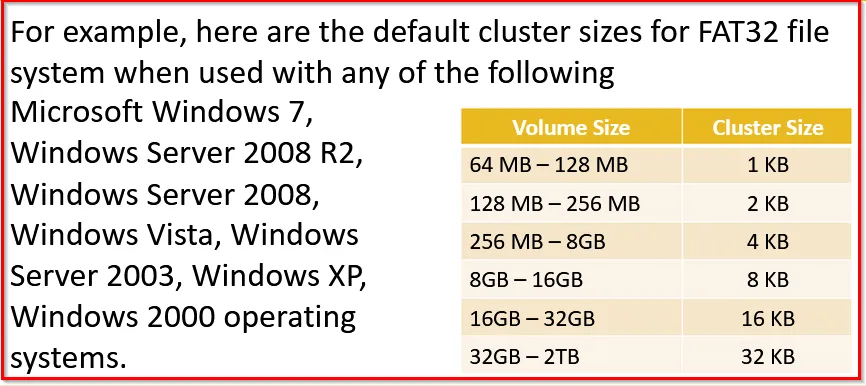 For example, here are the default cluster sizes for FAT32 file
system when used with any of the following
Microsoft Windows 7,
Windows Server 2008 R2,
Windows Server 2008,
Windows Vista, Windows
Server 2003, Windows XP,
Windows 2000 operating
systems.
Volume Size Cluster Size
64 MB – 128 MB 1 KB
128 MB – 256 MB 2 KB
256 MB – 8GB 4 KB
8GB – 16GB 8 KB
16GB – 32GB 16 KB
32GB – 2TB 32 KB